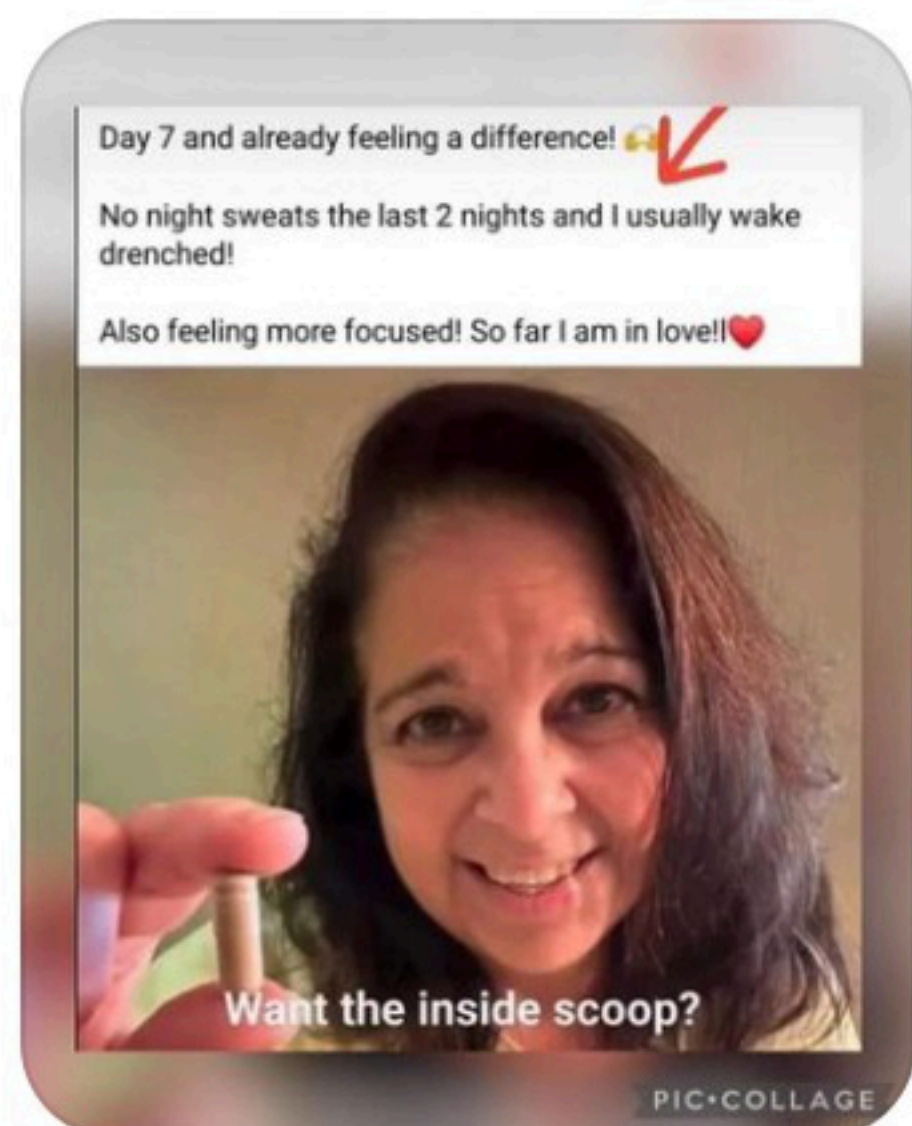 Day 7 and already feeling a difference! 🙌
No night sweats the last 2 nights and I usually wake
drenched!
Also feeling more focused! So far I am in love!!❤️
Want the inside scoop?
PIC•COLLAGE